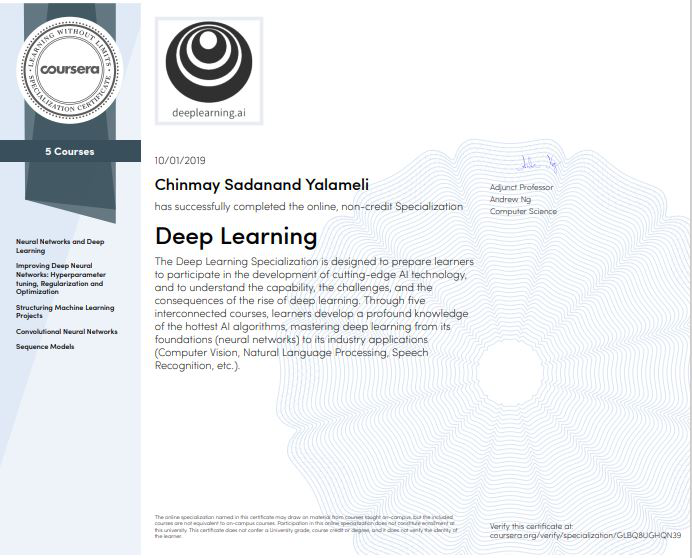 LEARNING WITHOUT LIMITS
coursera
SPECIALIZATION CERTIFICATE
5 Courses
Neural Networks and Deep
Learning
Improving Deep Neural
Networks: Hyperparameter
tuning, Regularization and
Optimization
Structuring Machine Learning
Projects
Convolutional Neural Networks
Sequence Models
deeplearning.ai
10/01/2019
Chinmay Sadanand Yalameli
has successfully completed the online, non-credit Specialization
Deep Learning
The Deep Learning Specialization is designed to prepare learners
to participate in the development of cutting-edge AI technology,
and to understand the capability, the challenges, and the
consequences of the rise of deep learning. Through five
interconnected courses, learners develop a profound knowledge
of the hottest AI algorithms, mastering deep learning from its
foundations (neural networks) to its industry applications
(Computer Vision, Natural Language Processing, Speech
Recognition, etc.).
Adjunct Professor
Andrew Ng
Computer Science
The online specialization named in this certificate may draw on material from courses taught on-campus, but the included
courses are not equivalent to on-campus courses. Participation in this online specialization does not constitute enrollment at
this university. This certificate does not confer a University grade, course credit or degree, and it does not verify the identity of
the learner.
Verify this certificate at:
coursera.org/verify/specialization/GLBQ8UGHQN39